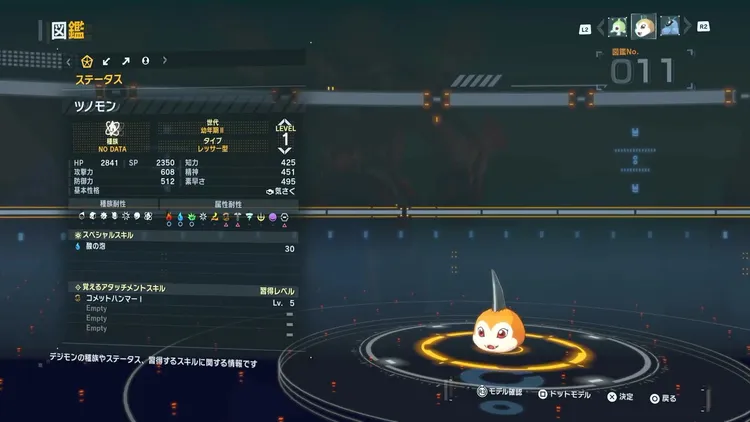 図鑑
L2
R2
図鑑No.
011
ステータス
ツノモン
種族
NO DATA
世代
幼年期Ⅱ
タイプ
レッサー型
LEVEL
1
HP 2841 SP 2350 知力 425
攻撃力 608 精神 451
防御力 512 素早さ 495
基本性格 気さく
種族耐性 属性耐性
スペシャルスキル
酸の泡 30
覚えるアタッチメントスキル 習得レベル
コメットハンマーⅠ Lv. 5
Empty
Empty
Empty
デジモンの種族やステータス、習得するスキルに関する情報です
R3 モデル確認 ドットモデル 決定 戻る